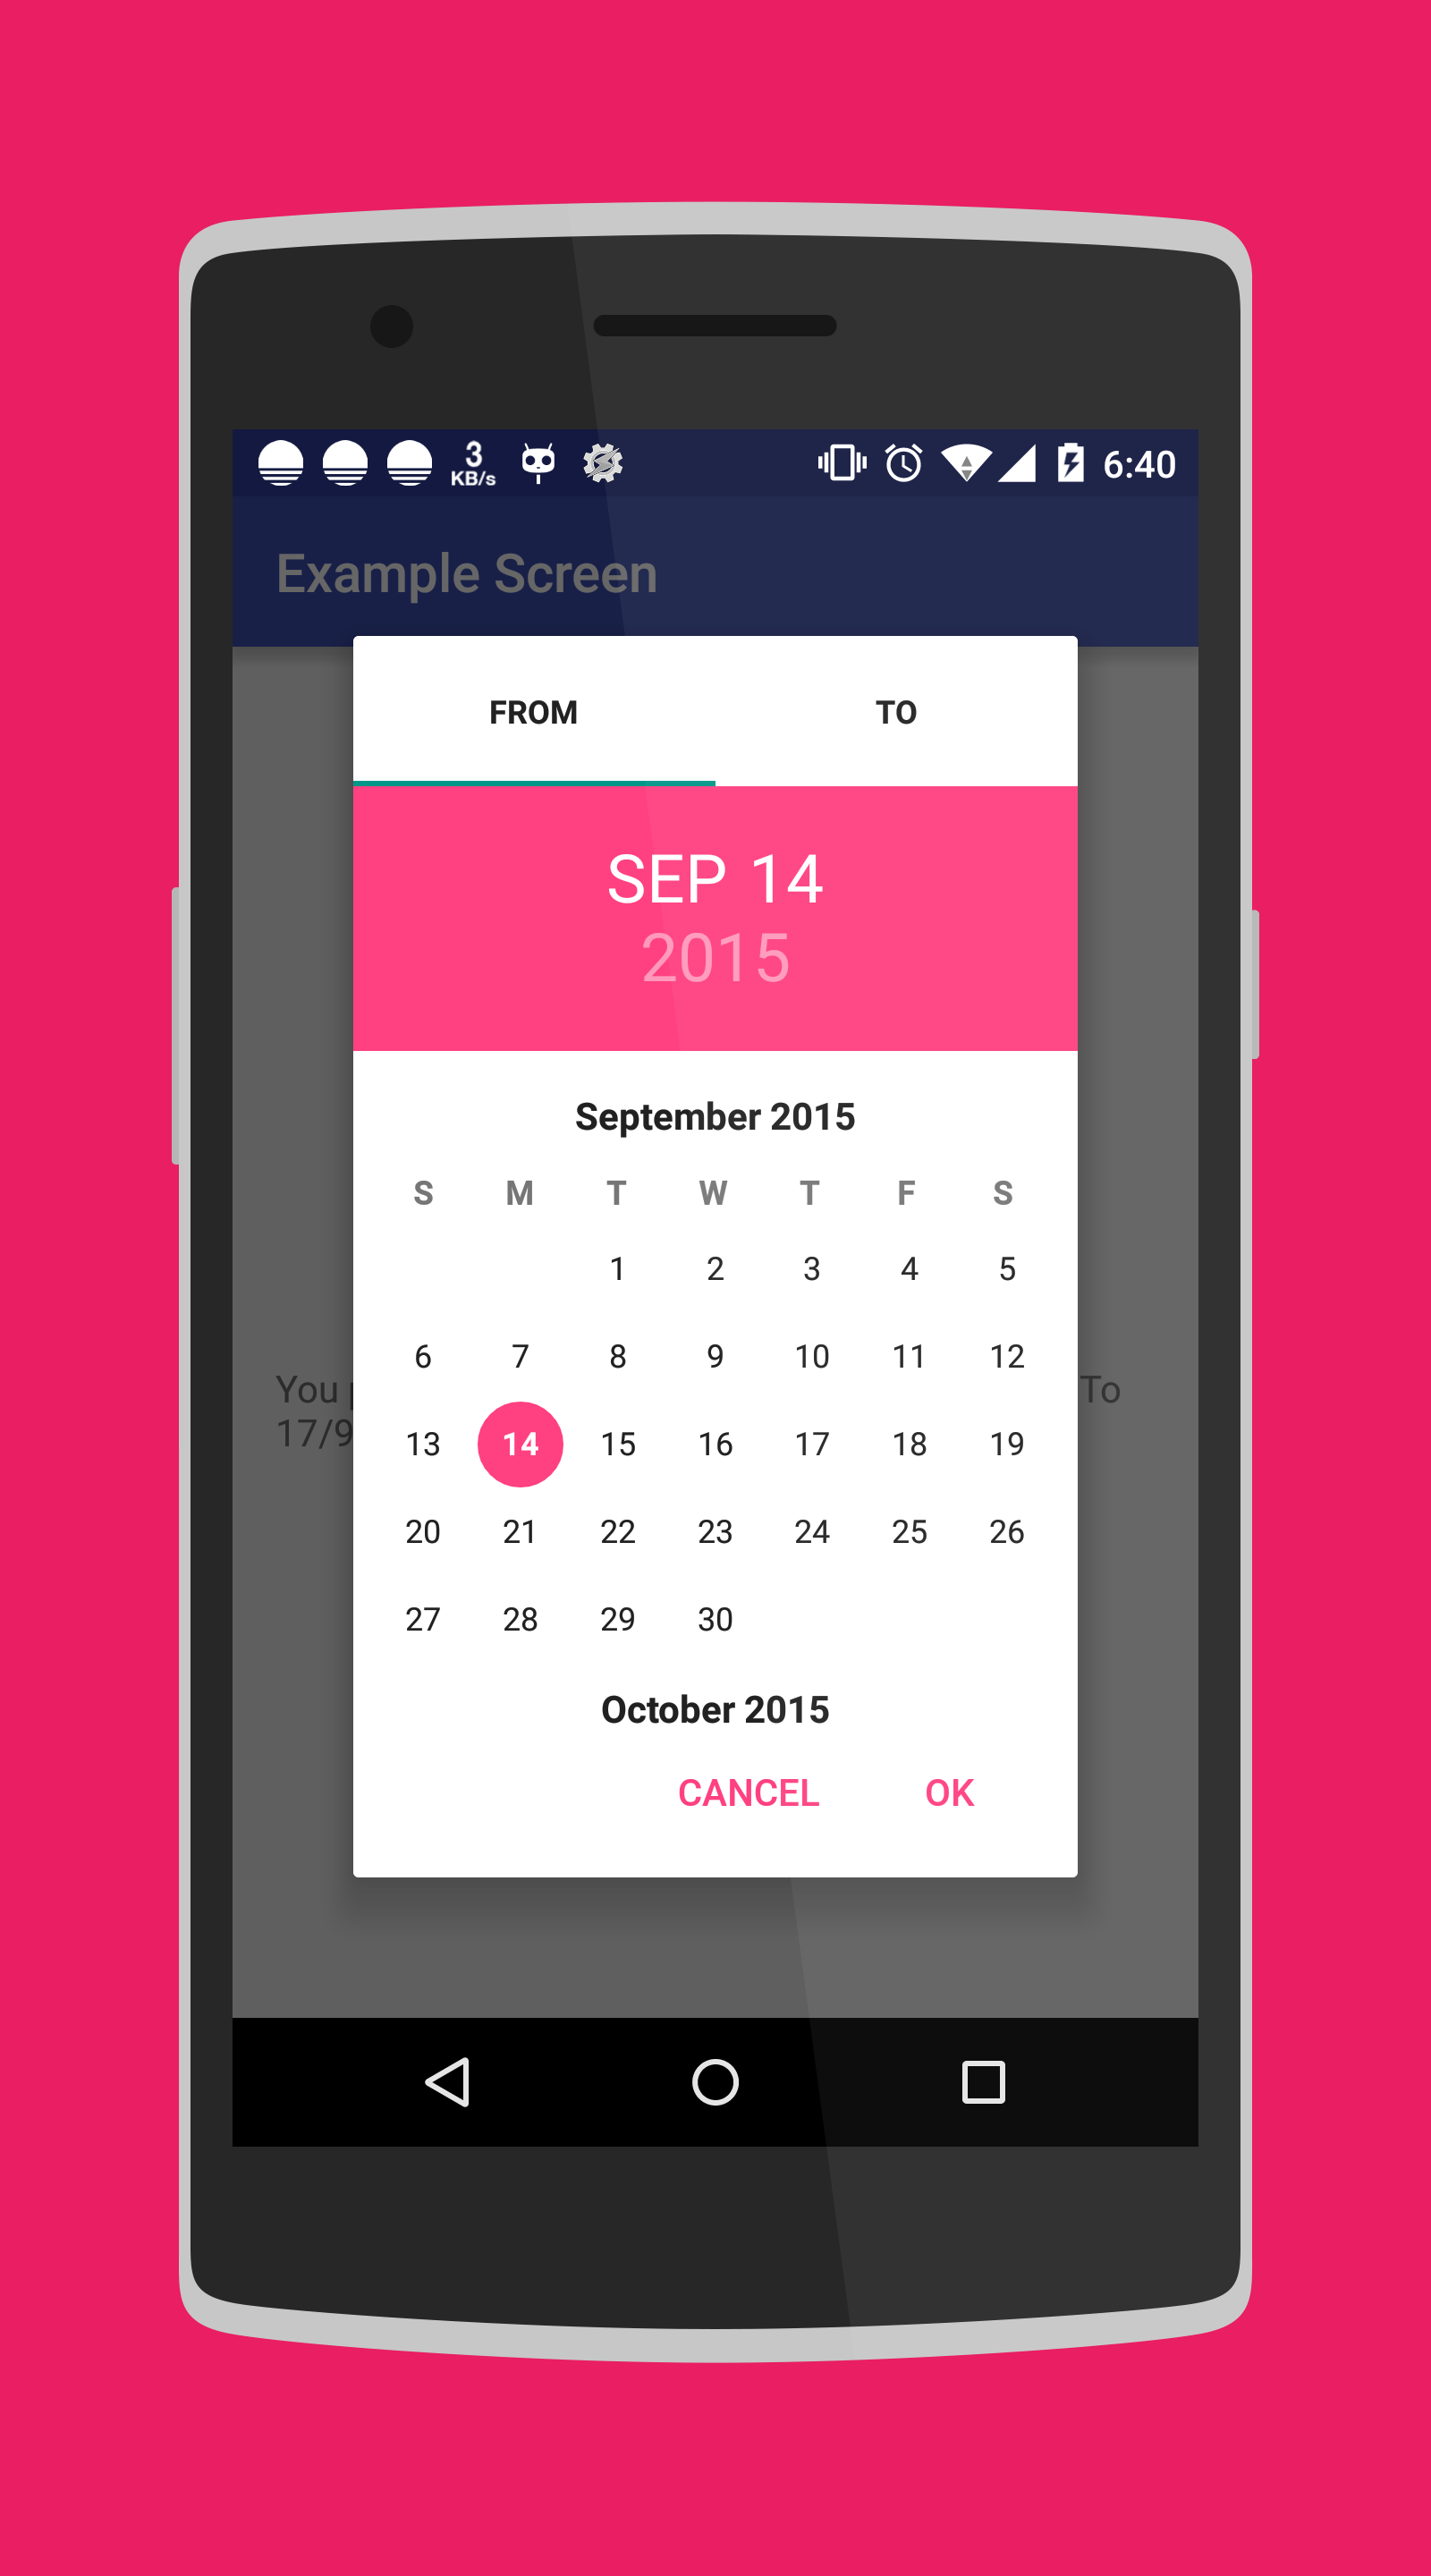 3
KB/s
6:40
Example Screen
FROM TO
SEP 14
2015
September 2015
S M T W T F S
1 2 3 4 5
6 7 8 9 10 11 12
You To
13 14 15 16 17 18 19
17/9
20 21 22 23 24 25 26
27 28 29 30
October 2015
CANCEL OK